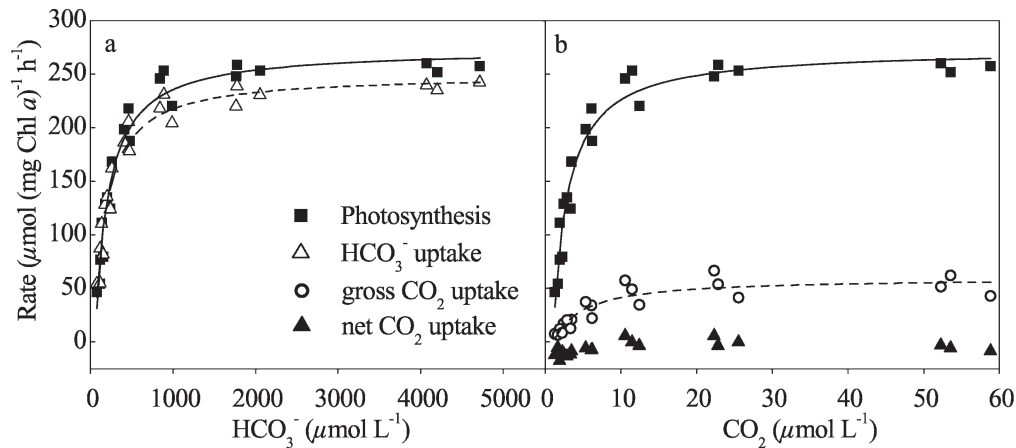 300
250
200
150
100
50
0
Rate (µmol (mg Chl a)⁻¹ h⁻¹)
a
b
Photosynthesis
HCO₃⁻ uptake
gross CO₂ uptake
net CO₂ uptake
0 1000 2000 3000 4000 5000 0 10 20 30 40 50 60
HCO₃⁻ (µmol L⁻¹)
CO₂ (µmol L⁻¹)